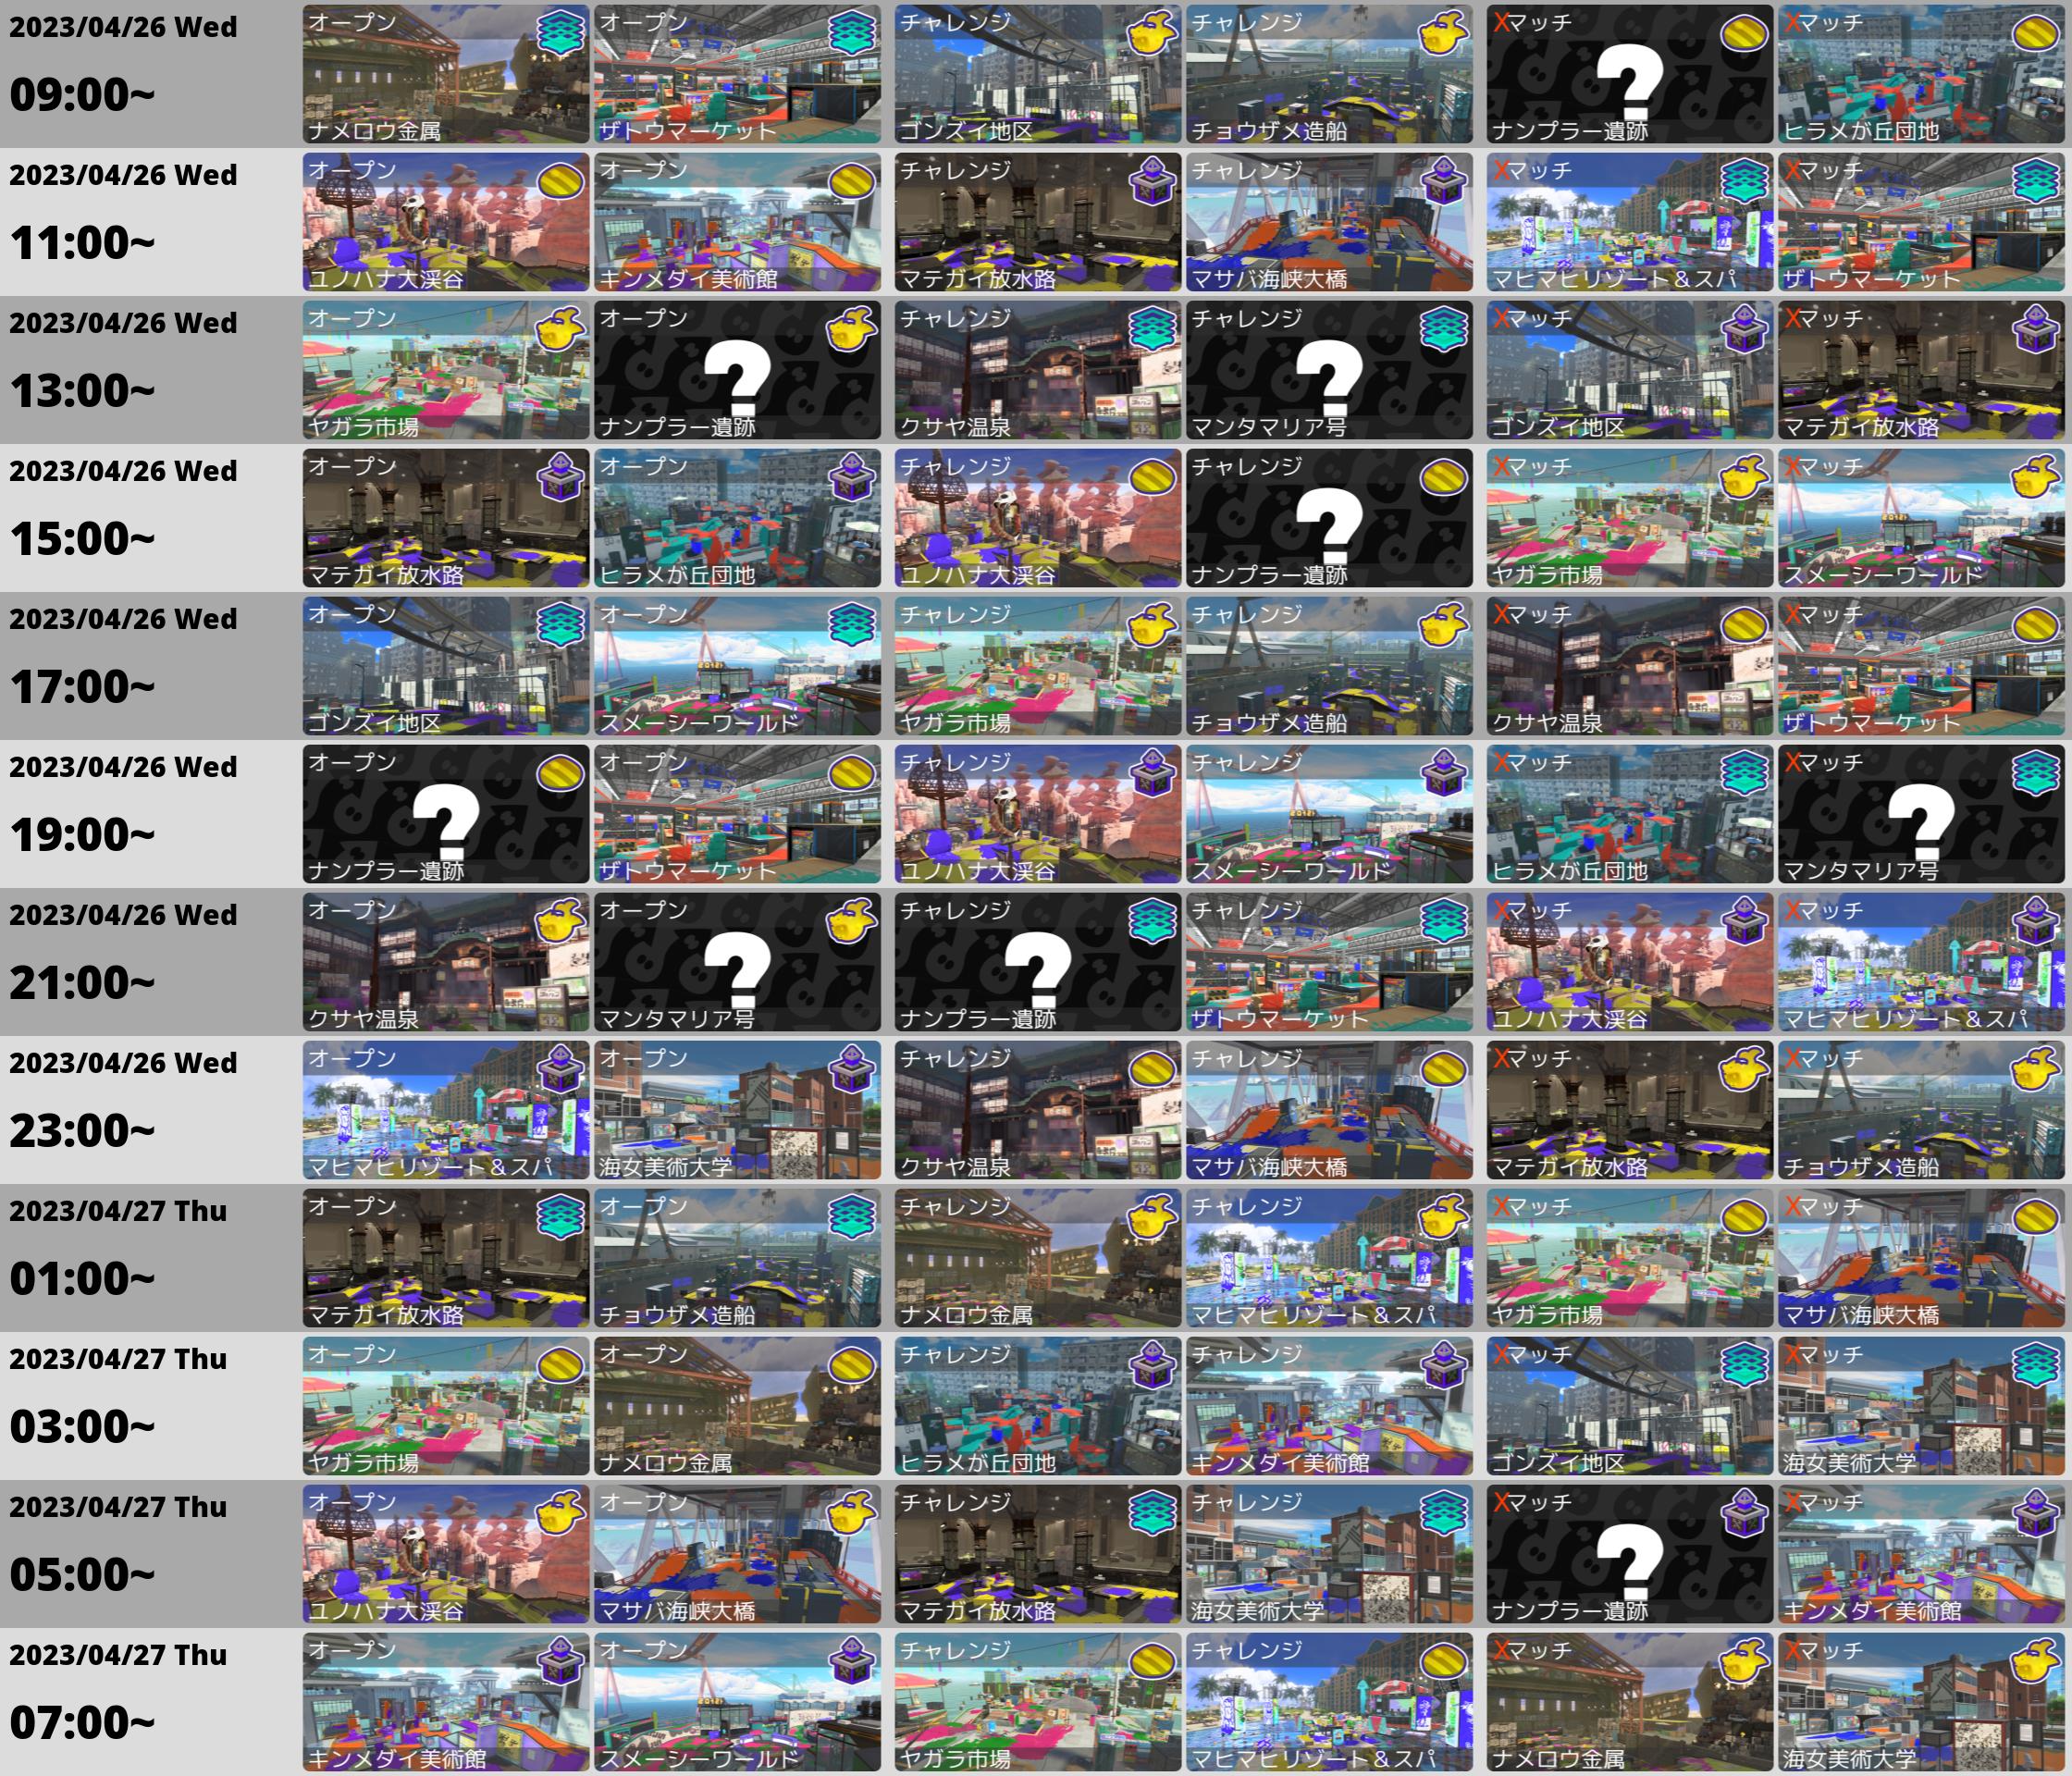 2023/04/26 Wed
09:00~
オープン オープン チャレンジ チャレンジ Xマッチ Xマッチ
ナメロウ金属 ザトウマーケット ゴンズイ地区 チョウザメ造船 ナンプラー遺跡 ヒラメが丘団地
2023/04/26 Wed
11:00~
オープン オープン チャレンジ チャレンジ Xマッチ Xマッチ
ユノハナ大渓谷 キンメダイ美術館 マテガイ放水路 マサバ海峡大橋 マヒマヒリゾート&スパ ザトウマーケット
2023/04/26 Wed
13:00~
オープン オープン チャレンジ チャレンジ Xマッチ Xマッチ
ヤガラ市場 ナンプラー遺跡 クサヤ温泉 マンタマリア号 ゴンズイ地区 マテガイ放水路
2023/04/26 Wed
15:00~
オープン オープン チャレンジ チャレンジ Xマッチ Xマッチ
マテガイ放水路 ヒラメが丘団地 ユノハナ大渓谷 ナンプラー遺跡 ヤガラ市場 スメーシーワールド
2023/04/26 Wed
17:00~
オープン オープン チャレンジ チャレンジ Xマッチ Xマッチ
ゴンズイ地区 スメーシーワールド ヤガラ市場 チョウザメ造船 クサヤ温泉 ザトウマーケット
2023/04/26 Wed
19:00~
オープン オープン チャレンジ チャレンジ Xマッチ Xマッチ
ナンプラー遺跡 ザトウマーケット ユノハナ大渓谷 スメーシーワールド ヒラメが丘団地 マンタマリア号
2023/04/26 Wed
21:00~
オープン オープン チャレンジ チャレンジ Xマッチ Xマッチ
クサヤ温泉 マンタマリア号 ナンプラー遺跡 ザトウマーケット ユノハナ大渓谷 マヒマヒリゾート&スパ
2023/04/26 Wed
23:00~
オープン オープン チャレンジ チャレンジ Xマッチ Xマッチ
マヒマヒリゾート&スパ 海女美術大学 クサヤ温泉 マサバ海峡大橋 マテガイ放水路 チョウザメ造船
2023/04/27 Thu
01:00~
オープン オープン チャレンジ チャレンジ Xマッチ Xマッチ
マテガイ放水路 チョウザメ造船 ナメロウ金属 マヒマヒリゾート&スパ ヤガラ市場 マサバ海峡大橋
2023/04/27 Thu
03:00~
オープン オープン チャレンジ チャレンジ Xマッチ Xマッチ
ヤガラ市場 ナメロウ金属 ヒラメが丘団地 キンメダイ美術館 ゴンズイ地区 海女美術大学
2023/04/27 Thu
05:00~
オープン オープン チャレンジ チャレンジ Xマッチ Xマッチ
ユノハナ大渓谷 マサバ海峡大橋 マテガイ放水路 海女美術大学 ナンプラー遺跡 キンメダイ美術館
2023/04/27 Thu
07:00~
オープン オープン チャレンジ チャレンジ Xマッチ Xマッチ
キンメダイ美術館 スメーシーワールド ヤガラ市場 マヒマヒリゾート&スパ ナメロウ金属 海女美術大学